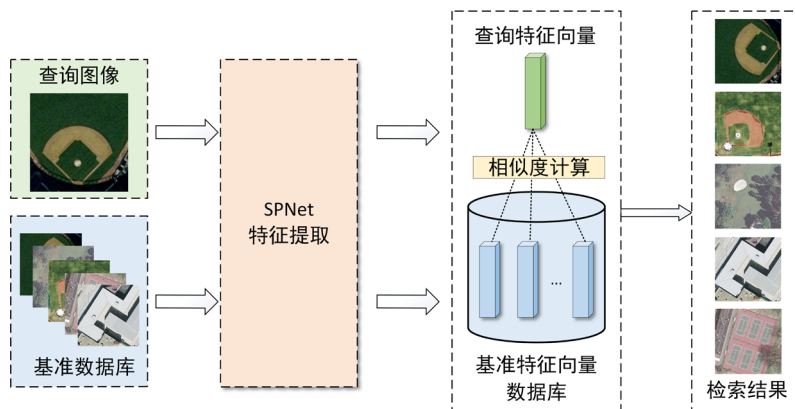 查询图像
基准数据库
SPNet
特征提取
查询特征向量
相似度计算
...
基准特征向量
数据库
检索结果